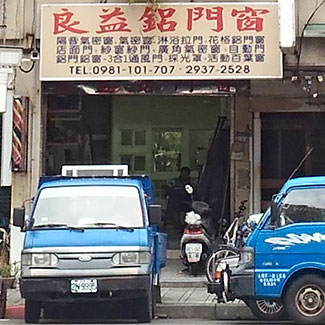 良益鋁門窗
隔音氣密窗·氣密窗·淋浴拉門·花格鋁門窗
店面門·紗窗紗門·廣角氣密窗·自動門
鋁門鋁窗·3合1通風門·採光罩·活動百葉窗
TEL:0981-101-707·2937-2528